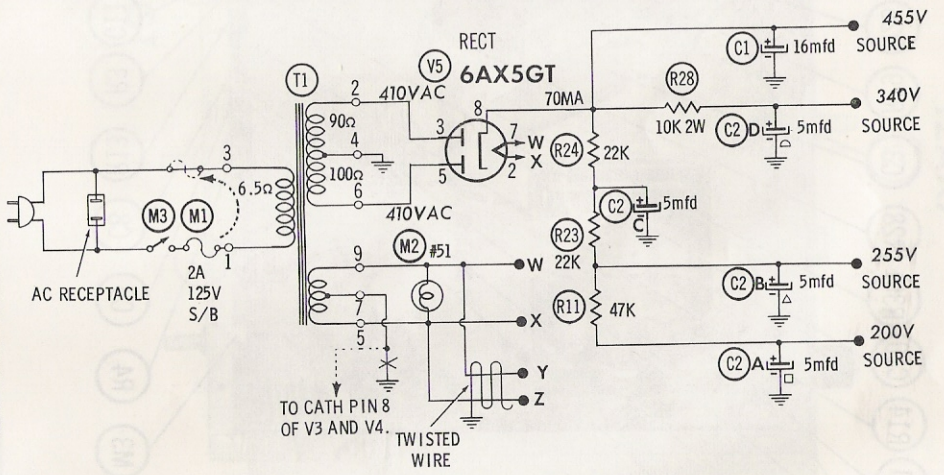 RECT
V5
6AX5GT
T1
2
410VAC
90Ω
4
100Ω
6
410VAC
3
5
8
7
2
W
X
70MA
455V
SOURCE
C1
+
−
16mfd
R28
10K 2W
340V
SOURCE
C2
D
+
−
5mfd
R24
22K
C2
+
−
C
5mfd
R23
22K
255V
SOURCE
C2
B
+
−
5mfd
R11
47K
200V
SOURCE
C2
A
+
−
5mfd
3
6.5Ω
M3
M1
1
2A
125V
S/B
AC RECEPTACLE
9
7
5
M2
#51
W
X
Y
Z
TO CATH PIN 8
OF V3 AND V4.
TWISTED
WIRE